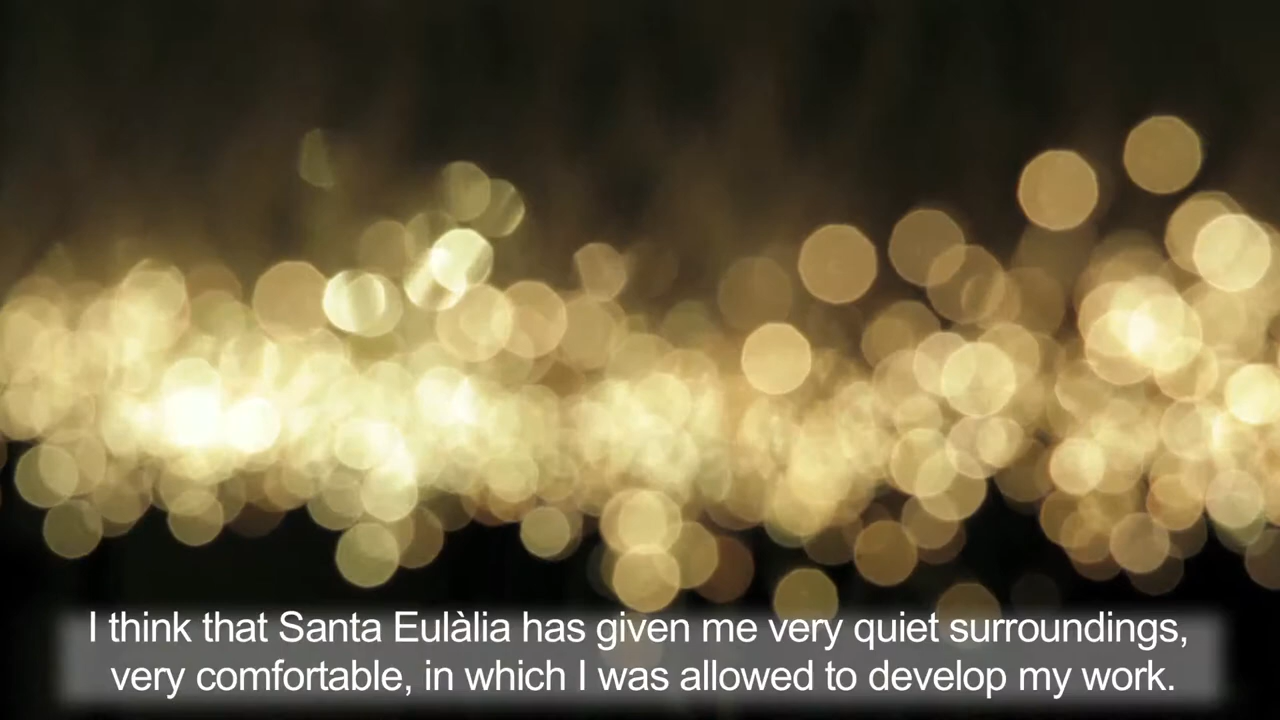 I think that Santa Eulàlia has given me very quiet surroundings,
very comfortable, in which I was allowed to develop my work.